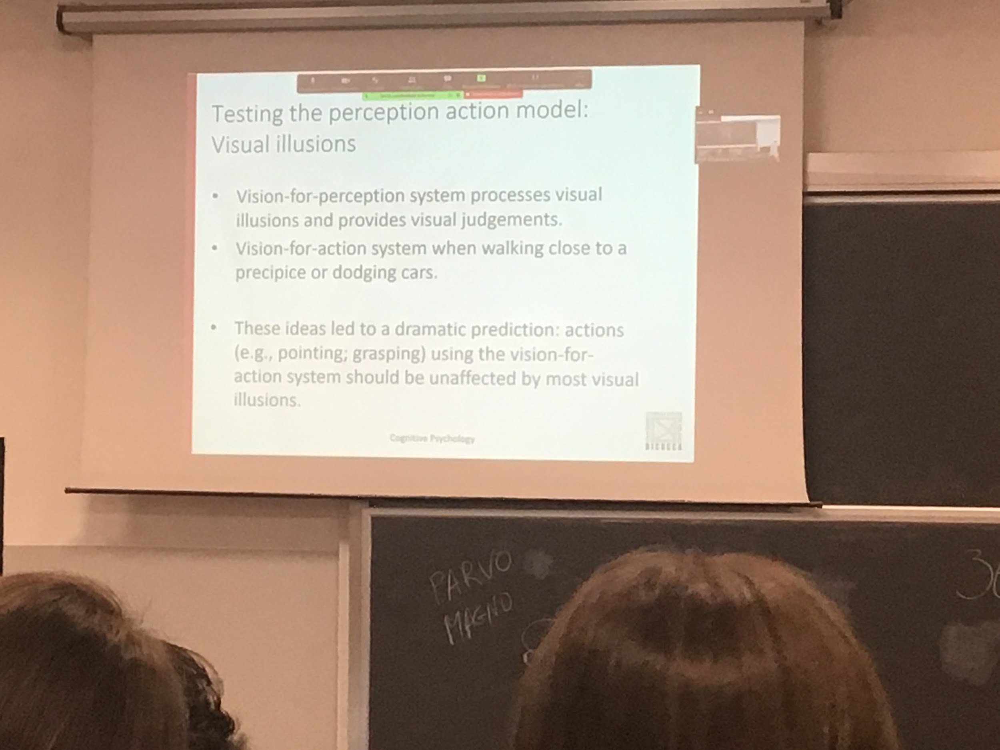 Testing the perception action model:
Visual illusions
• Vision-for-perception system processes visual
illusions and provides visual judgements.
• Vision-for-action system when walking close to a
precipice or dodging cars.
• These ideas led to a dramatic prediction: actions
(e.g., pointing; grasping) using the vision-for-
action system should be unaffected by most visual
illusions.
Cognitive Psychology
BICOCCA
PARVO
MAGNO